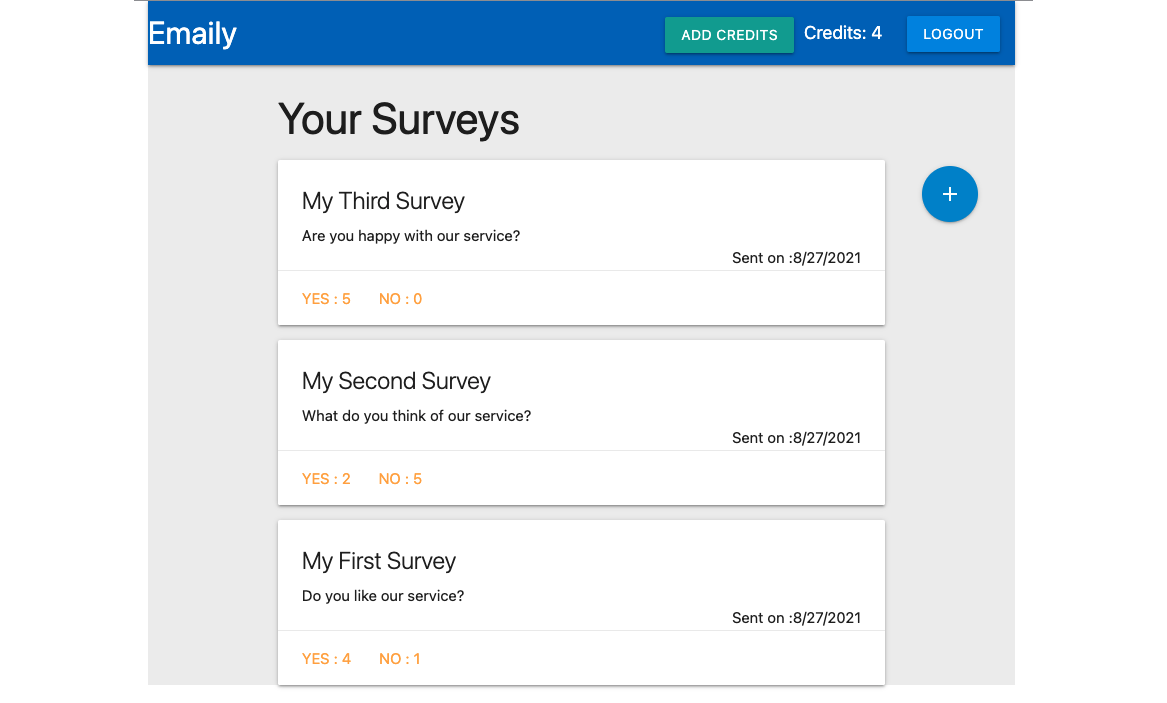 Emaily
ADD CREDITS
Credits: 4
LOGOUT
Your Surveys
+
My Third Survey
Are you happy with our service?
Sent on :8/27/2021
YES : 5 NO : 0
My Second Survey
What do you think of our service?
Sent on :8/27/2021
YES : 2 NO : 5
My First Survey
Do you like our service?
Sent on :8/27/2021
YES : 4 NO : 1